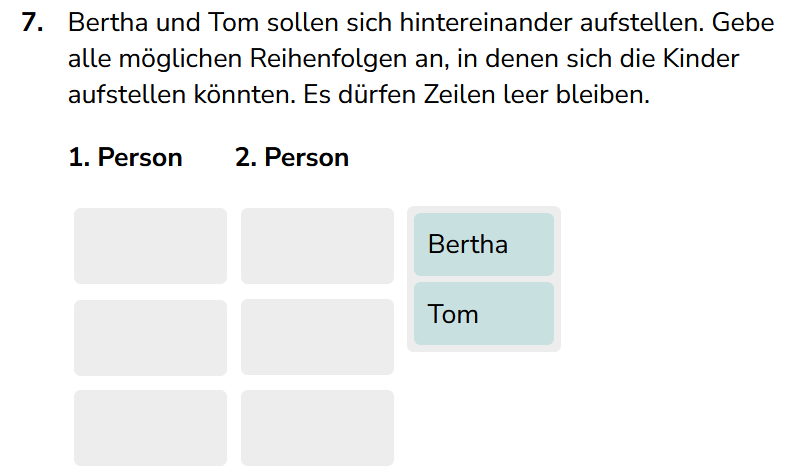 7. Bertha und Tom sollen sich hintereinander aufstellen. Gebe
alle möglichen Reihenfolgen an, in denen sich die Kinder
aufstellen könnten. Es dürfen Zeilen leer bleiben.
1. Person 2. Person
Bertha
Tom